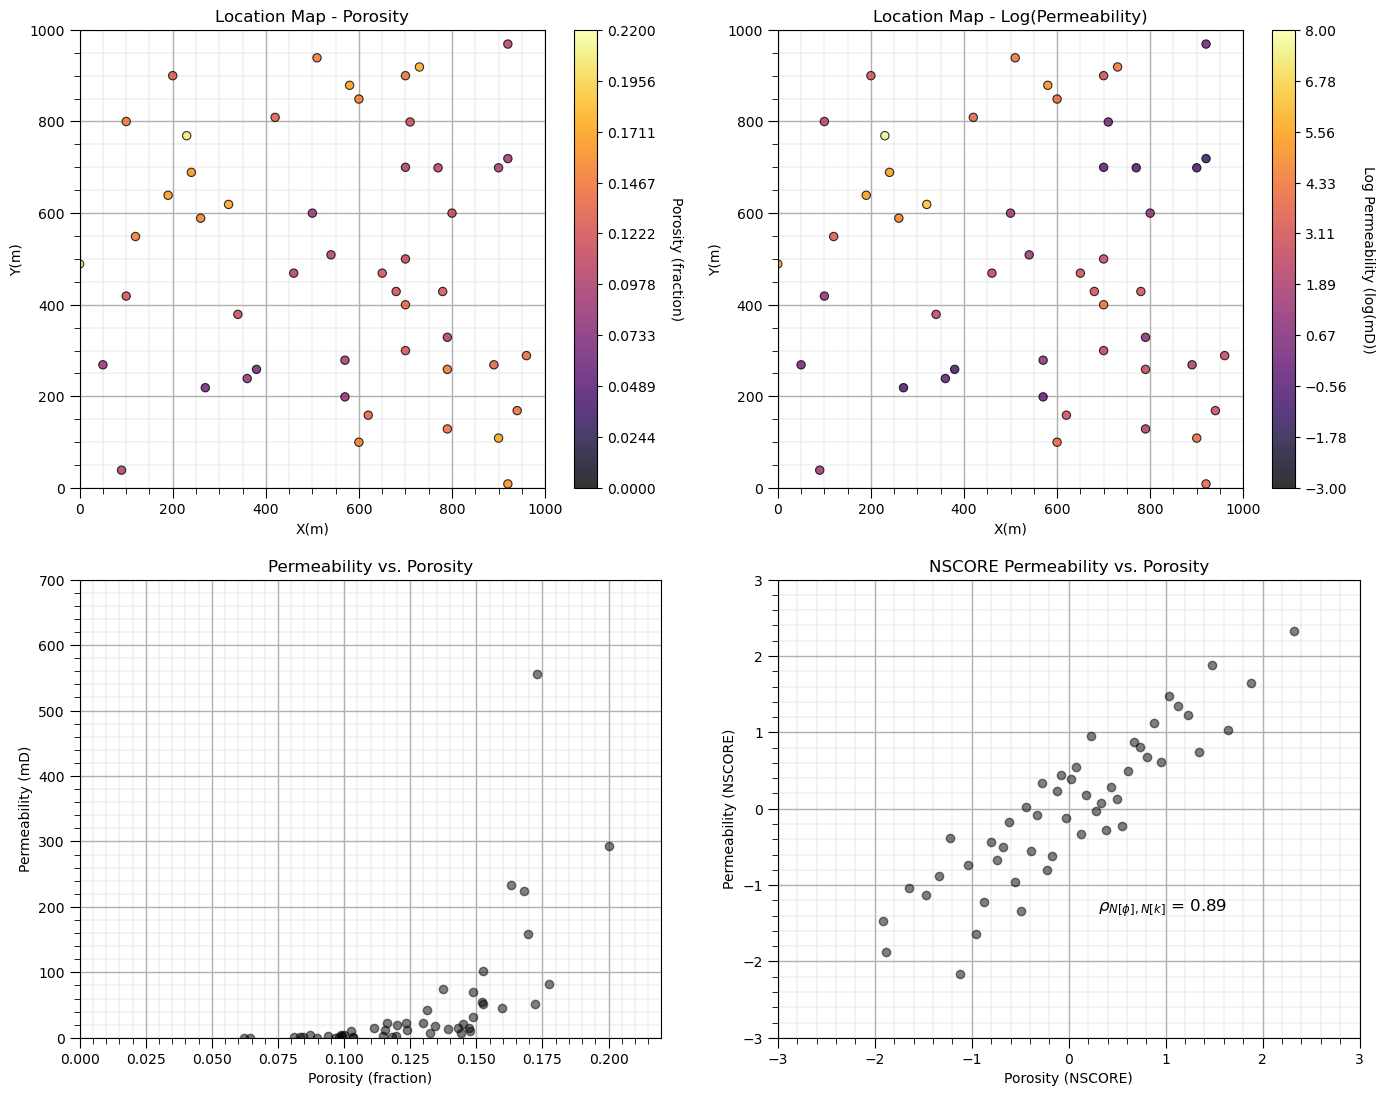 Location Map - Porosity
1000
800
600
400
200
0
Y(m)
0 200 400 600 800 1000
X(m)
0.2200
0.1956
0.1711
0.1467
0.1222
0.0978
0.0733
0.0489
0.0244
0.0000
Porosity (fraction)
Location Map - Log(Permeability)
1000
800
600
400
200
0
Y(m)
0 200 400 600 800 1000
X(m)
8.00
6.78
5.56
4.33
3.11
1.89
0.67
−0.56
−1.78
−3.00
Log Permeability (log(mD))
Permeability vs. Porosity
700
600
500
400
300
200
100
0
Permeability (mD)
0.000 0.025 0.050 0.075 0.100 0.125 0.150 0.175 0.200
Porosity (fraction)
NSCORE Permeability vs. Porosity
3
2
1
0
−1
−2
−3
Permeability (NSCORE)
ρN[ϕ], N[k] = 0.89
−3 −2 −1 0 1 2 3
Porosity (NSCORE)